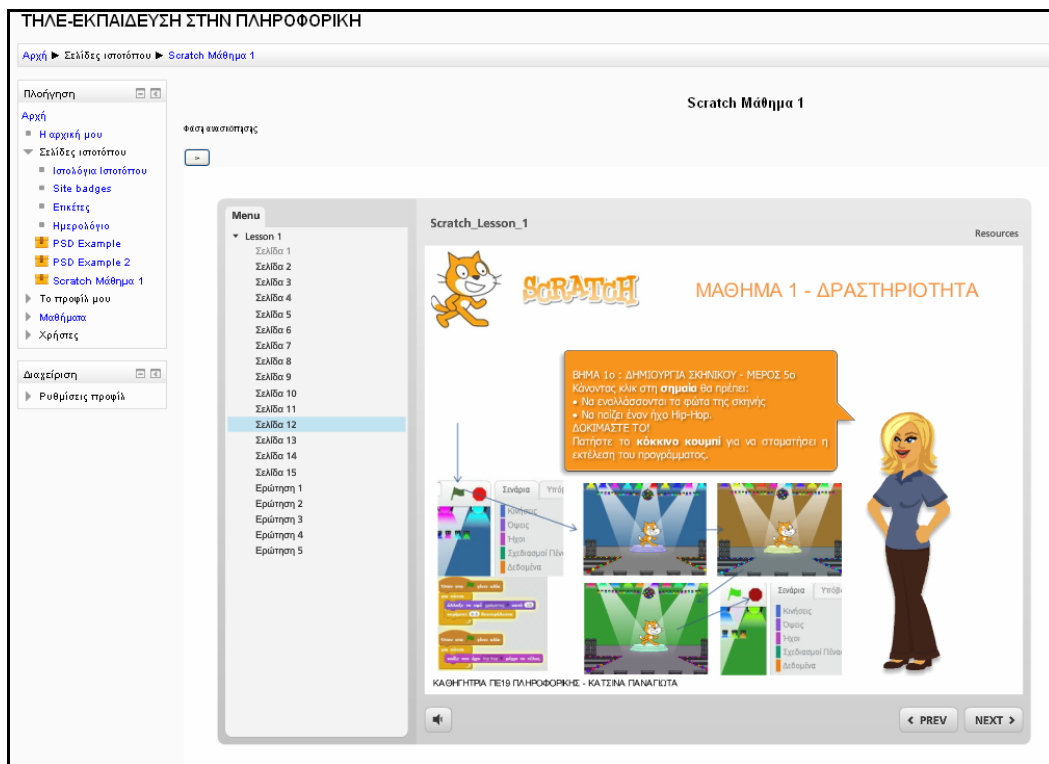 ΤΗΛΕ-ΕΚΠΑΙΔΕΥΣΗ ΣΤΗΝ ΠΛΗΡΟΦΟΡΙΚΗ
Αρχή ► Σελίδες ιστοτόπου ► Scratch Μάθημα 1
Πλοήγηση
Αρχή
Η αρχική μου
Σελίδες ιστοτόπου
Ιστολόγια Ιστοτόπου
Site badges
Ετικέτες
Ημερολόγιο
PSD Example
PSD Example 2
Scratch Μάθημα 1
Το προφίλ μου
Μαθήματα
Χρήστες
Διαχείριση
Ρυθμίσεις προφίλ
Scratch Μάθημα 1
Φάση ανασκόπησης
>
Menu
Lesson 1
Σελίδα 1
Σελίδα 2
Σελίδα 3
Σελίδα 4
Σελίδα 5
Σελίδα 6
Σελίδα 7
Σελίδα 8
Σελίδα 9
Σελίδα 10
Σελίδα 11
Σελίδα 12
Σελίδα 13
Σελίδα 14
Σελίδα 15
Ερώτηση 1
Ερώτηση 2
Ερώτηση 3
Ερώτηση 4
Ερώτηση 5
Scratch_Lesson_1
Resources
SCRATCH
ΜΑΘΗΜΑ 1 - ΔΡΑΣΤΗΡΙΟΤΗΤΑ
ΒΗΜΑ 1ο : ΔΗΜΙΟΥΡΓΙΑ ΣΚΗΝΙΚΟΥ - ΜΕΡΟΣ 5ο
Κάνοντας κλικ στη σημαία θα πρέπει:
• Να εναλλάσσονται τα φώτα της σκηνής
• Να παίζει έναν ήχο Hip-Hop.
ΔΟΚΙΜΑΣΤΕ ΤΟ!
Πατήστε το κόκκινο κουμπί για να σταματήσει η
εκτέλεση του προγράμματος.
Σενάρια Υπόβ
Κινήσεις
Όψεις
Ήχοι
Σχεδιασμοί Πένα
Δεδομένα
Σενάρια Υπόβ
Κινήσεις
Όψεις
Ήχοι
Σχεδιασμοί Πένας
Δεδομένα
ΚΑΘΗΓΗΤΡΙΑ ΠΕ19 ΠΛΗΡΟΦΟΡΙΚΗΣ - ΚΑΤΣΙΝΑ ΠΑΝΑΓΙΩΤΑ
< PREV
NEXT >